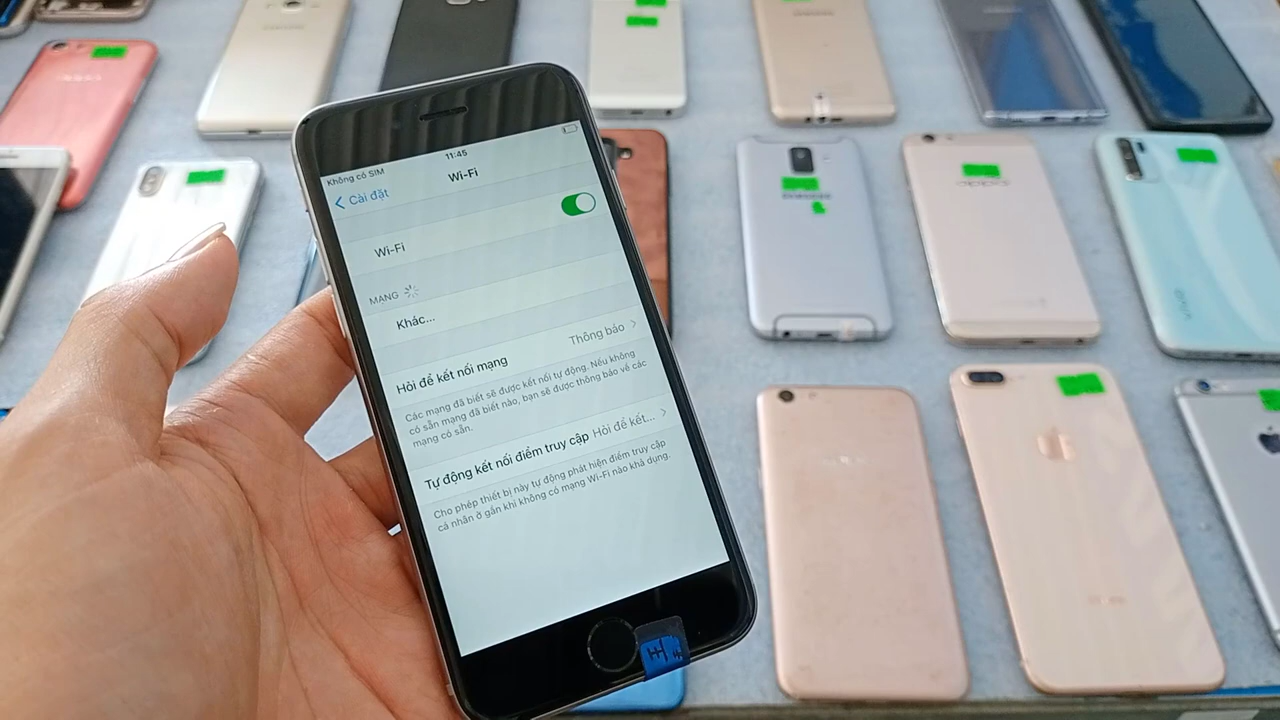 Không có SIM
11:45
Cài đặt
Wi-Fi
Wi-Fi
MẠNG
Khác...
Hỏi để kết nối mạng
Thông báo
Các mạng đã biết sẽ được kết nối tự động. Nếu không
có sẵn mạng đã biết nào, bạn sẽ được thông báo về các
mạng có sẵn.
Tự động kết nối điểm truy cập
Hỏi để kết...
Cho phép thiết bị này tự động phát hiện điểm truy cập
cá nhân ở gần khi không có mạng Wi-Fi nào khả dụng.
oppo